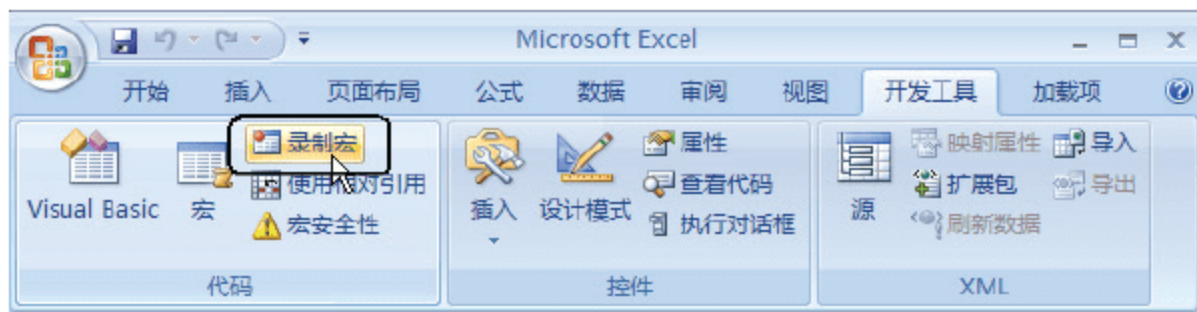 Microsoft Excel
开始 插入 页面布局 公式 数据 审阅 视图 开发工具 加载项
Visual Basic
宏
录制宏
使用相对引用
宏安全性
代码
插入
设计模式
属性
查看代码
执行对话框
控件
源
映射属性
扩展包
刷新数据
导入
导出
XML